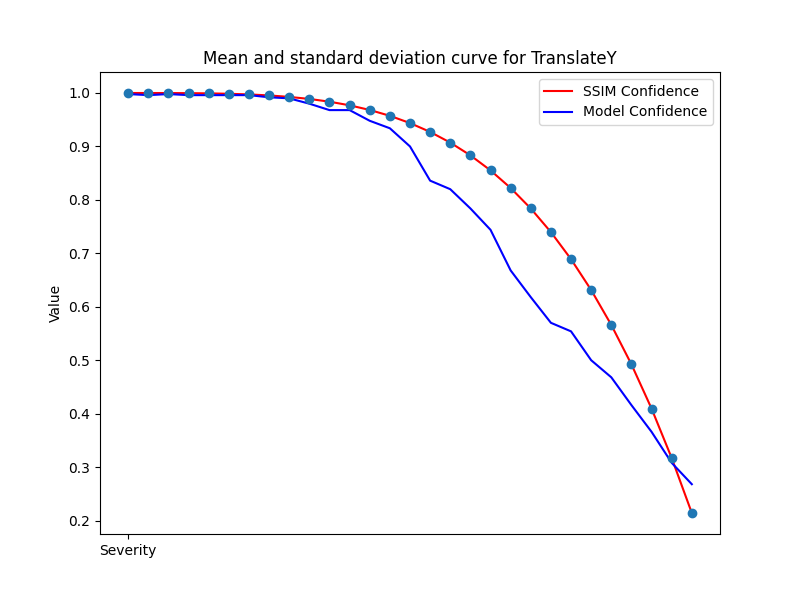 Mean and standard deviation curve for TranslateY
SSIM Confidence
Model Confidence
1.0
0.9
0.8
0.7
0.6
0.5
0.4
0.3
0.2
Value
Severity